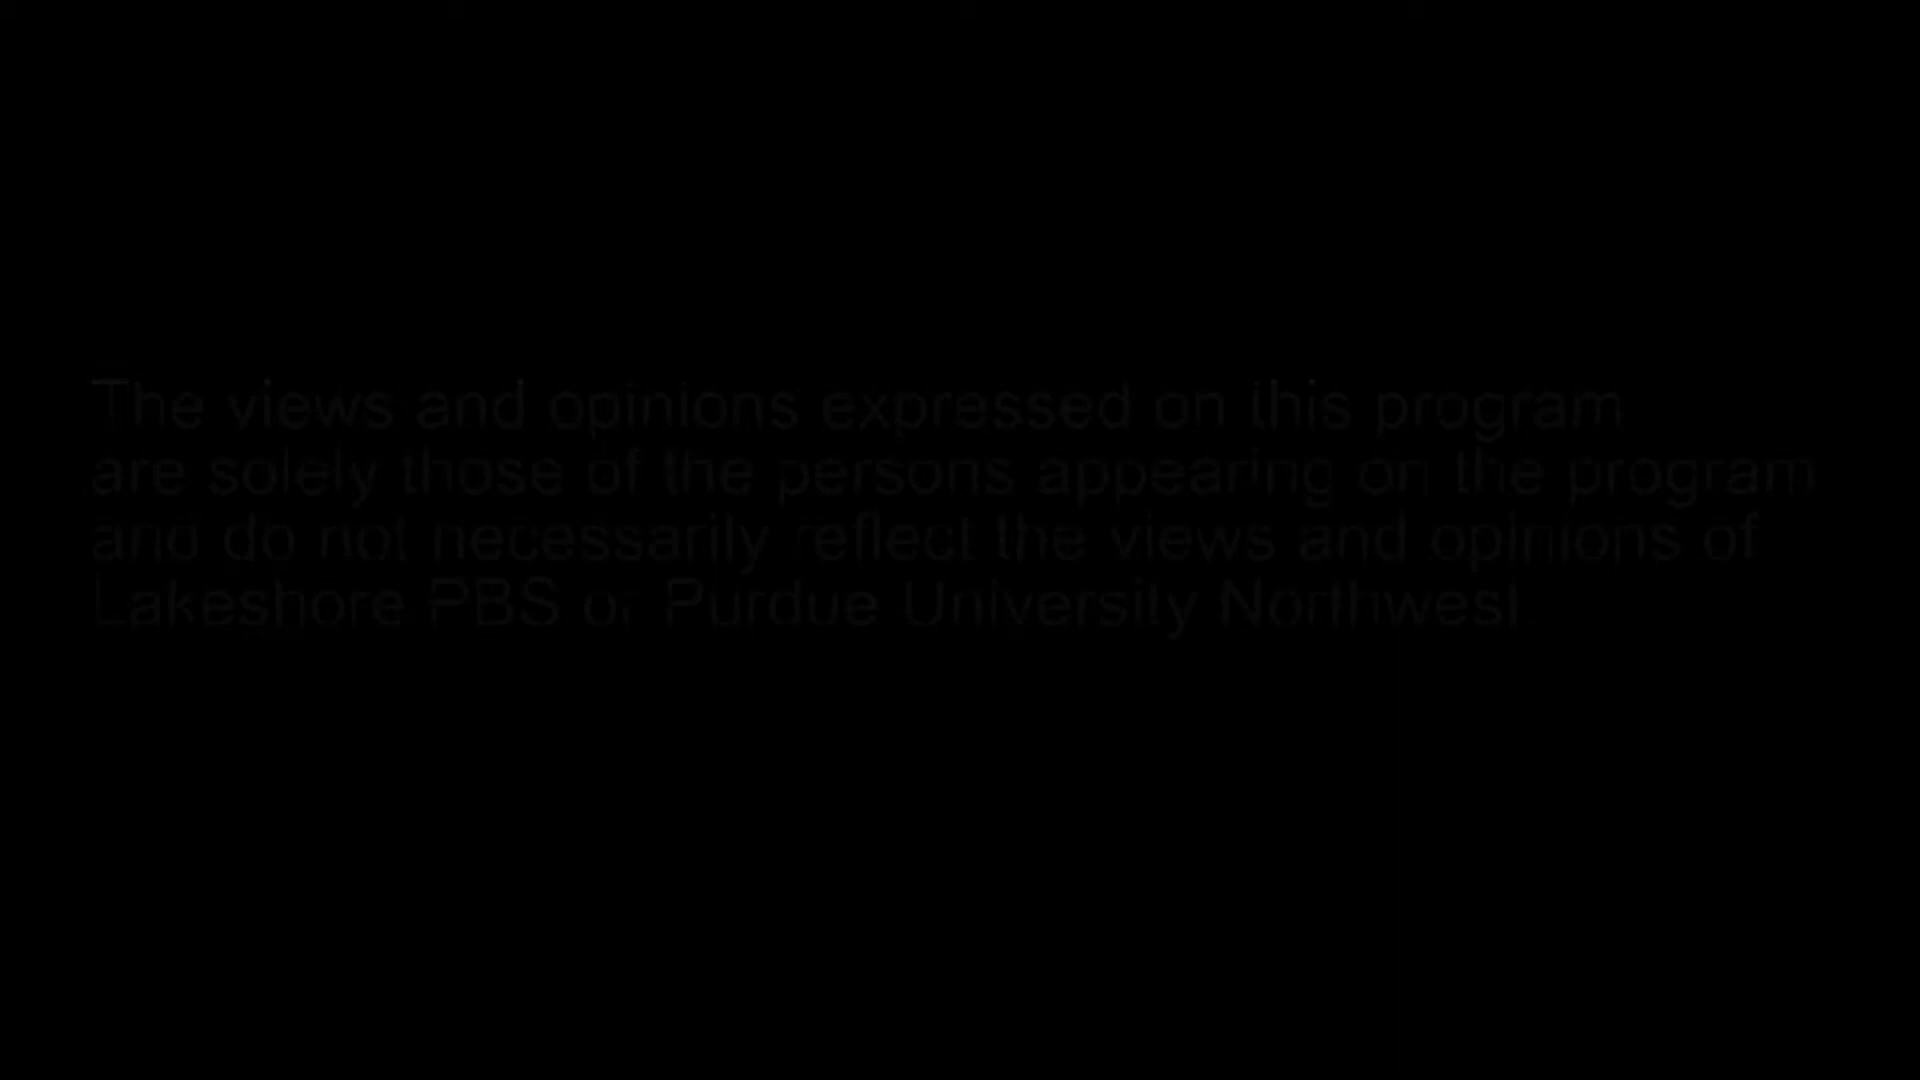 The views and opinions expressed on this program
are solely those of the persons appearing on the program
and do not necessarily reflect the views and opinions of
Lakeshore PBS or Purdue University Northwest.